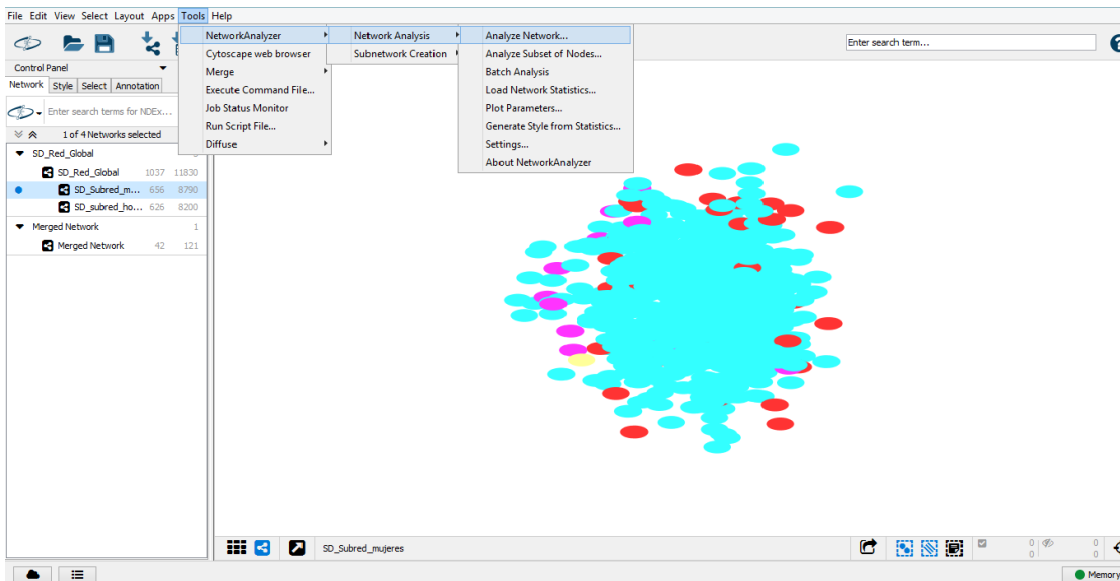 File Edit View Select Layout Apps Tools Help
NetworkAnalyzer
Cytoscape web browser
Merge
Execute Command File...
Job Status Monitor
Run Script File...
Diffuse
Network Analysis
Subnetwork Creation
Analyze Network...
Analyze Subset of Nodes...
Batch Analysis
Load Network Statistics...
Plot Parameters...
Generate Style from Statistics...
Settings...
About NetworkAnalyzer
Enter search term...
Control Panel
Network Style Select Annotation
Enter search terms for NDEx...
1 of 4 Networks selected
SD_Red_Global
SD_Red_Global 1037 11830
SD_Subred_m... 656 8790
SD_subred_ho... 626 8200
Merged Network 1
Merged Network 42 121
SD_Subred_mujeres
0 0
0 0
Memory